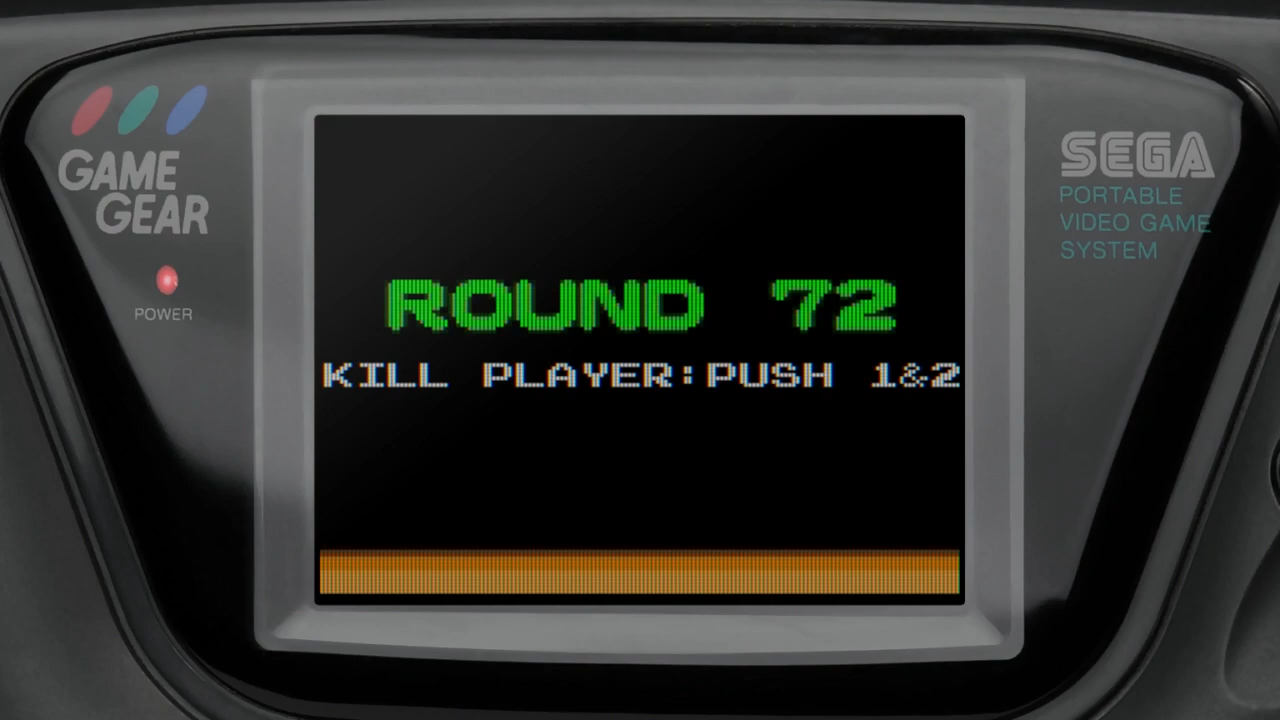 GAME
GEAR
POWER
SEGA
PORTABLE
VIDEO GAME
SYSTEM
ROUND 72
KILL PLAYER:PUSH 1&2